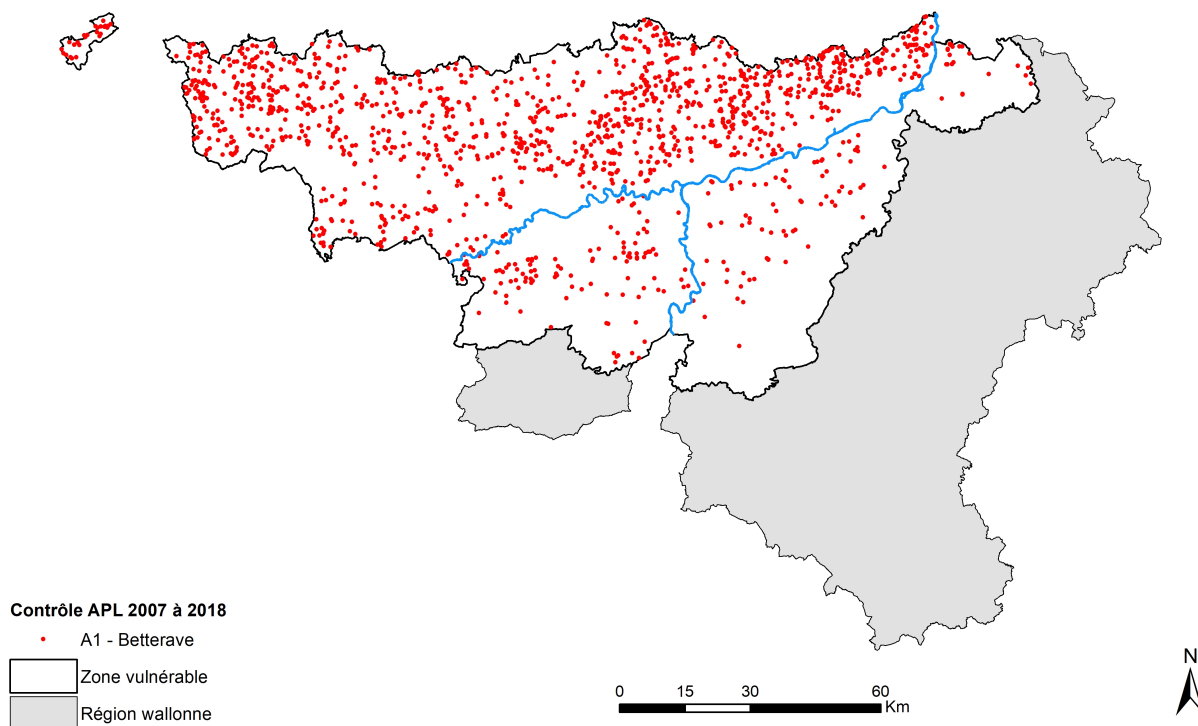 Contrôle APL 2007 à 2018
A1 - Betterave
Zone vulnérable
Région wallonne
0 15 30 60
Km
N